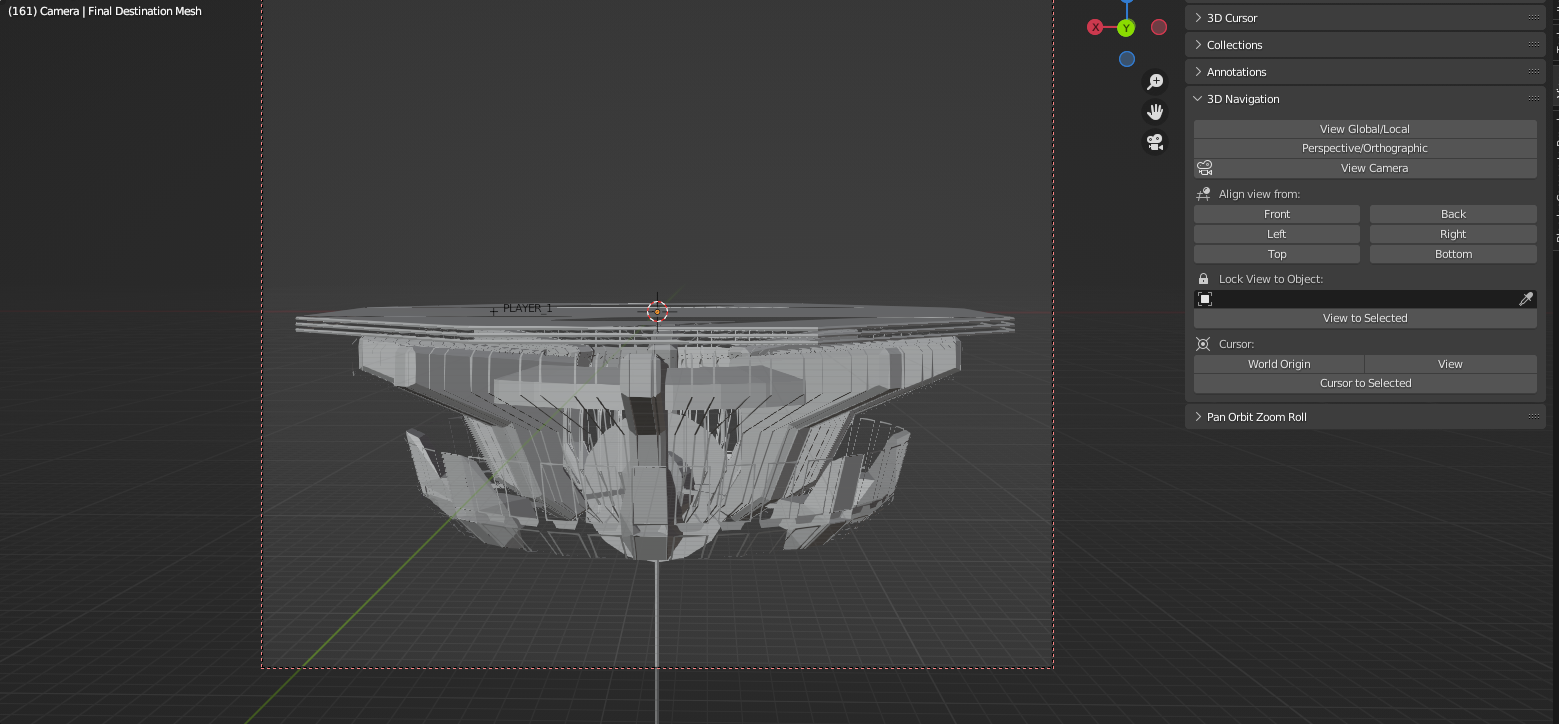 (161) Camera | Final Destination Mesh
X
Y
PLAYER_1
3D Cursor
Collections
Annotations
3D Navigation
View Global/Local
Perspective/Orthographic
View Camera
Align view from:
Front
Back
Left
Right
Top
Bottom
Lock View to Object:
View to Selected
Cursor:
World Origin
View
Cursor to Selected
Pan Orbit Zoom Roll